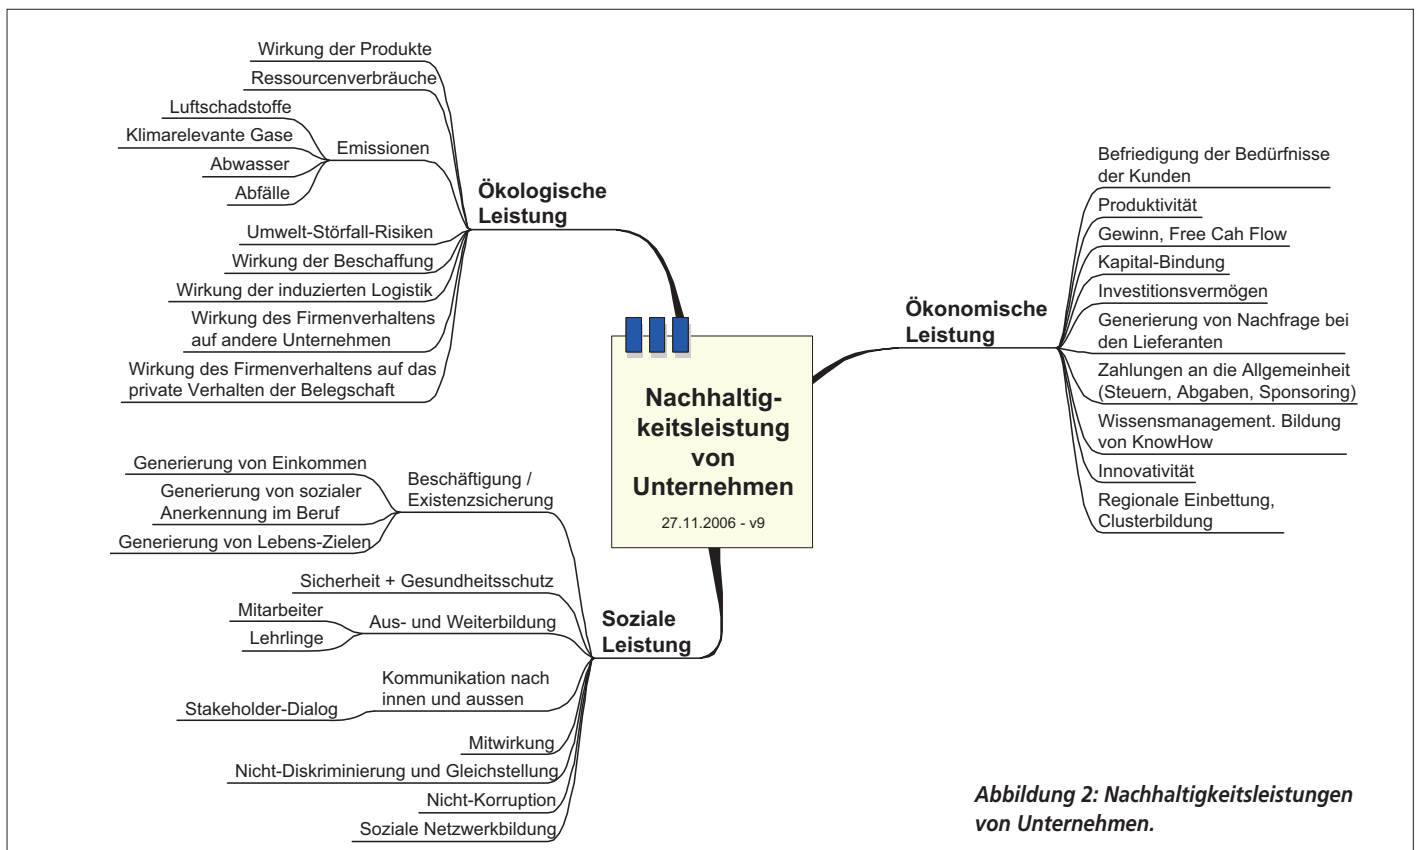 Wirkung der Produkte
Ressourcenverbräuche
Luftschadstoffe
Klimarelevante Gase
Abwasser
Abfälle
Emissionen
Umwelt-Störfall-Risiken
Wirkung der Beschaffung
Wirkung der induzierten Logistik
Wirkung des Firmenverhaltens
auf andere Unternehmen
Wirkung des Firmenverhaltens auf das
private Verhalten der Belegschaft
Ökologische
Leistung
Nachhaltig-
keitsleistung
von
Unternehmen
27.11.2006 - v9
Ökonomische
Leistung
Befriedigung der Bedürfnisse
der Kunden
Produktivität
Gewinn, Free Cah Flow
Kapital-Bindung
Investitionsvermögen
Generierung von Nachfrage bei
den Lieferanten
Zahlungen an die Allgemeinheit
(Steuern, Abgaben, Sponsoring)
Wissensmanagement. Bildung
von KnowHow
Innovativität
Regionale Einbettung,
Clusterbildung
Generierung von Einkommen
Generierung von sozialer
Anerkennung im Beruf
Generierung von Lebens-Zielen
Beschäftigung /
Existenzsicherung
Sicherheit + Gesundheitsschutz
Mitarbeiter
Lehrlinge
Aus- und Weiterbildung
Kommunikation nach
innen und aussen
Stakeholder-Dialog
Mitwirkung
Nicht-Diskriminierung und Gleichstellung
Nicht-Korruption
Soziale Netzwerkbildung
Soziale
Leistung
Abbildung 2: Nachhaltigkeitsleistungen
von Unternehmen.